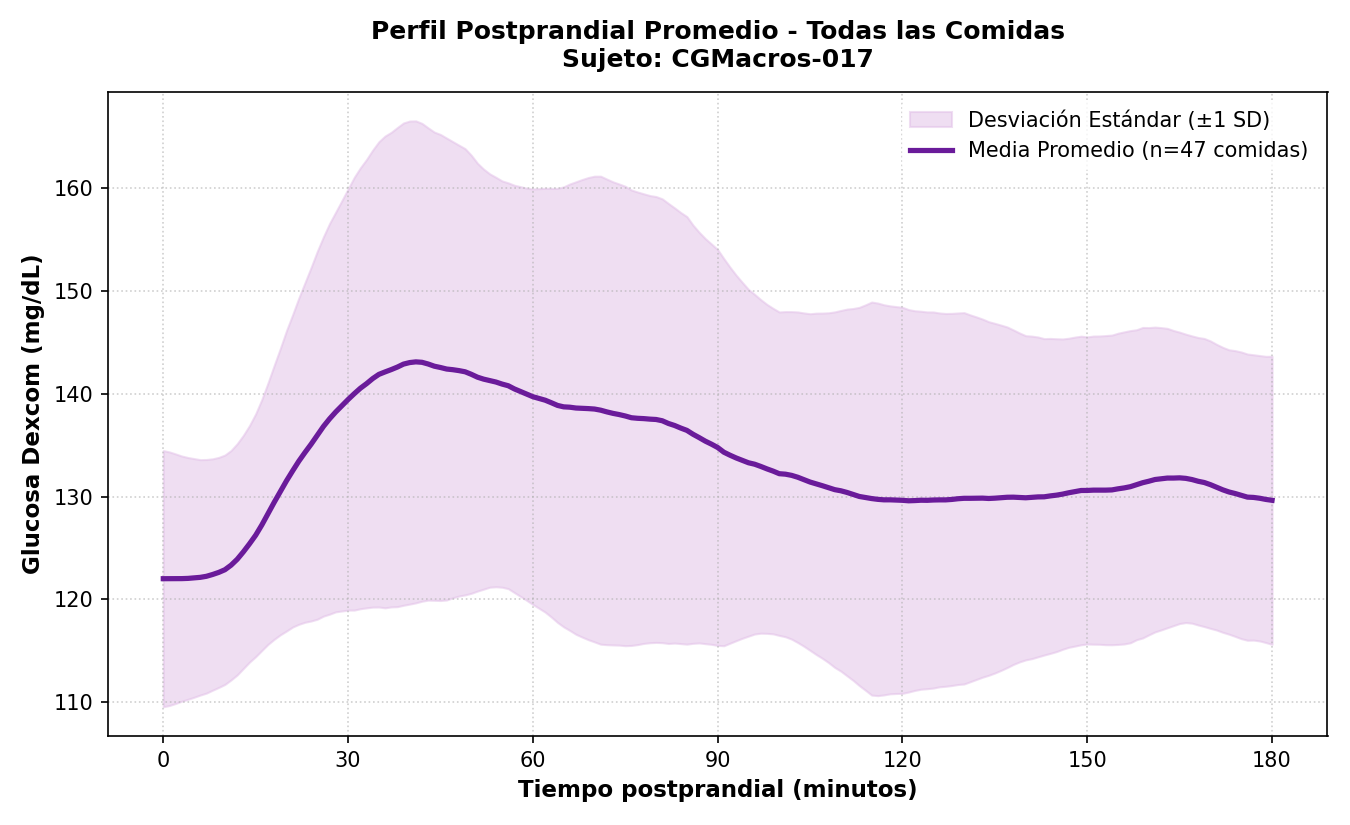 Perfil Postprandial Promedio - Todas las Comidas
Sujeto: CGMacros-017
Desviación Estándar (±1 SD)
Media Promedio (n=47 comidas)
Glucosa Dexcom (mg/dL)
160
150
140
130
120
110
0 30 60 90 120 150 180
Tiempo postprandial (minutos)